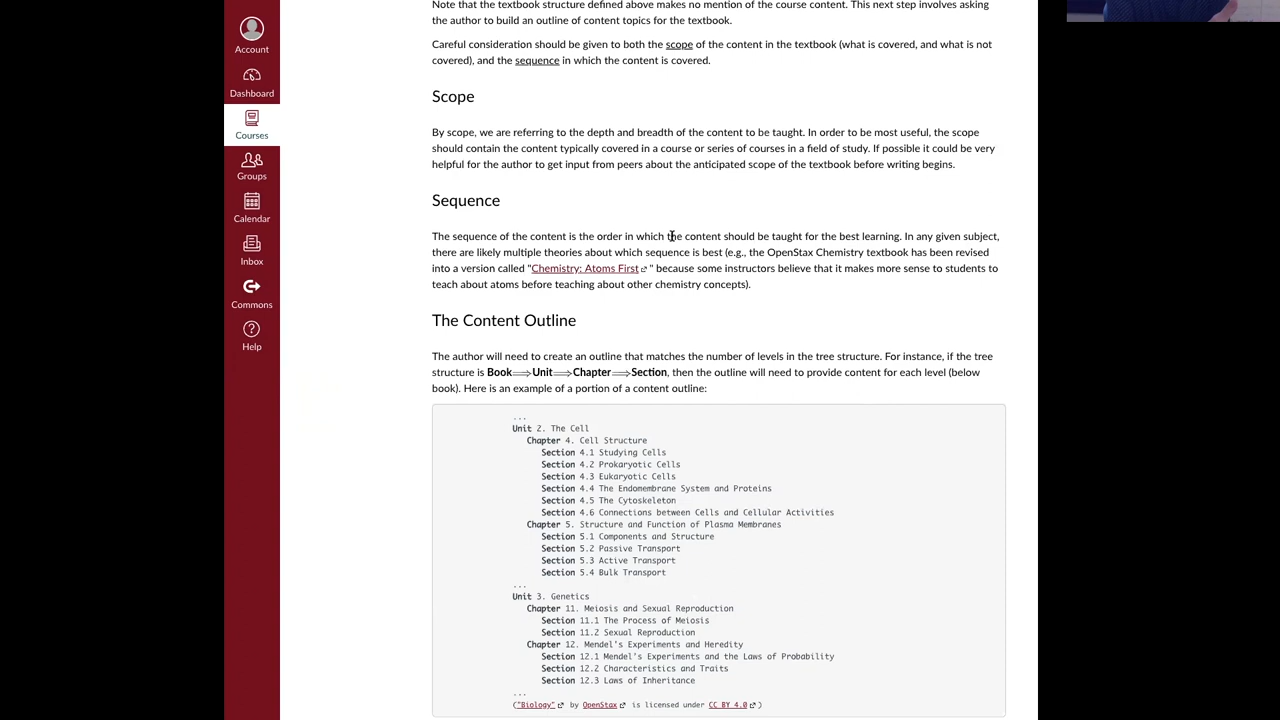 Note that the textbook structure defined above makes no mention of the course content. This next step involves asking
the author to build an outline of content topics for the textbook.
Careful consideration should be given to both the scope of the content in the textbook (what is covered, and what is not
covered), and the sequence in which the content is covered.
Account
Dashboard
Courses
Groups
Calendar
Inbox
Commons
Help
Scope
By scope, we are referring to the depth and breadth of the content to be taught. In order to be most useful, the scope
should contain the content typically covered in a course or series of courses in a field of study. If possible it could be very
helpful for the author to get input from peers about the anticipated scope of the textbook before writing begins.
Sequence
The sequence of the content is the order in which the content should be taught for the best learning. In any given subject,
there are likely multiple theories about which sequence is best (e.g., the OpenStax Chemistry textbook has been revised
into a version called "Chemistry: Atoms First " because some instructors believe that it makes more sense to students to
teach about atoms before teaching about other chemistry concepts).
The Content Outline
The author will need to create an outline that matches the number of levels in the tree structure. For instance, if the tree
structure is Book⟹Unit⟹Chapter⟹Section, then the outline will need to provide content for each level (below
book). Here is an example of a portion of a content outline:
...
Unit 2. The Cell
Chapter 4. Cell Structure
Section 4.1 Studying Cells
Section 4.2 Prokaryotic Cells
Section 4.3 Eukaryotic Cells
Section 4.4 The Endomembrane System and Proteins
Section 4.5 The Cytoskeleton
Section 4.6 Connections between Cells and Cellular Activities
Chapter 5. Structure and Function of Plasma Membranes
Section 5.1 Components and Structure
Section 5.2 Passive Transport
Section 5.3 Active Transport
Section 5.4 Bulk Transport
...
Unit 3. Genetics
Chapter 11. Meiosis and Sexual Reproduction
Section 11.1 The Process of Meiosis
Section 11.2 Sexual Reproduction
Chapter 12. Mendel's Experiments and Heredity
Section 12.1 Mendel's Experiments and the Laws of Probability
Section 12.2 Characteristics and Traits
Section 12.3 Laws of Inheritance
...
("Biology" by OpenStax is licensed under CC BY 4.0 )